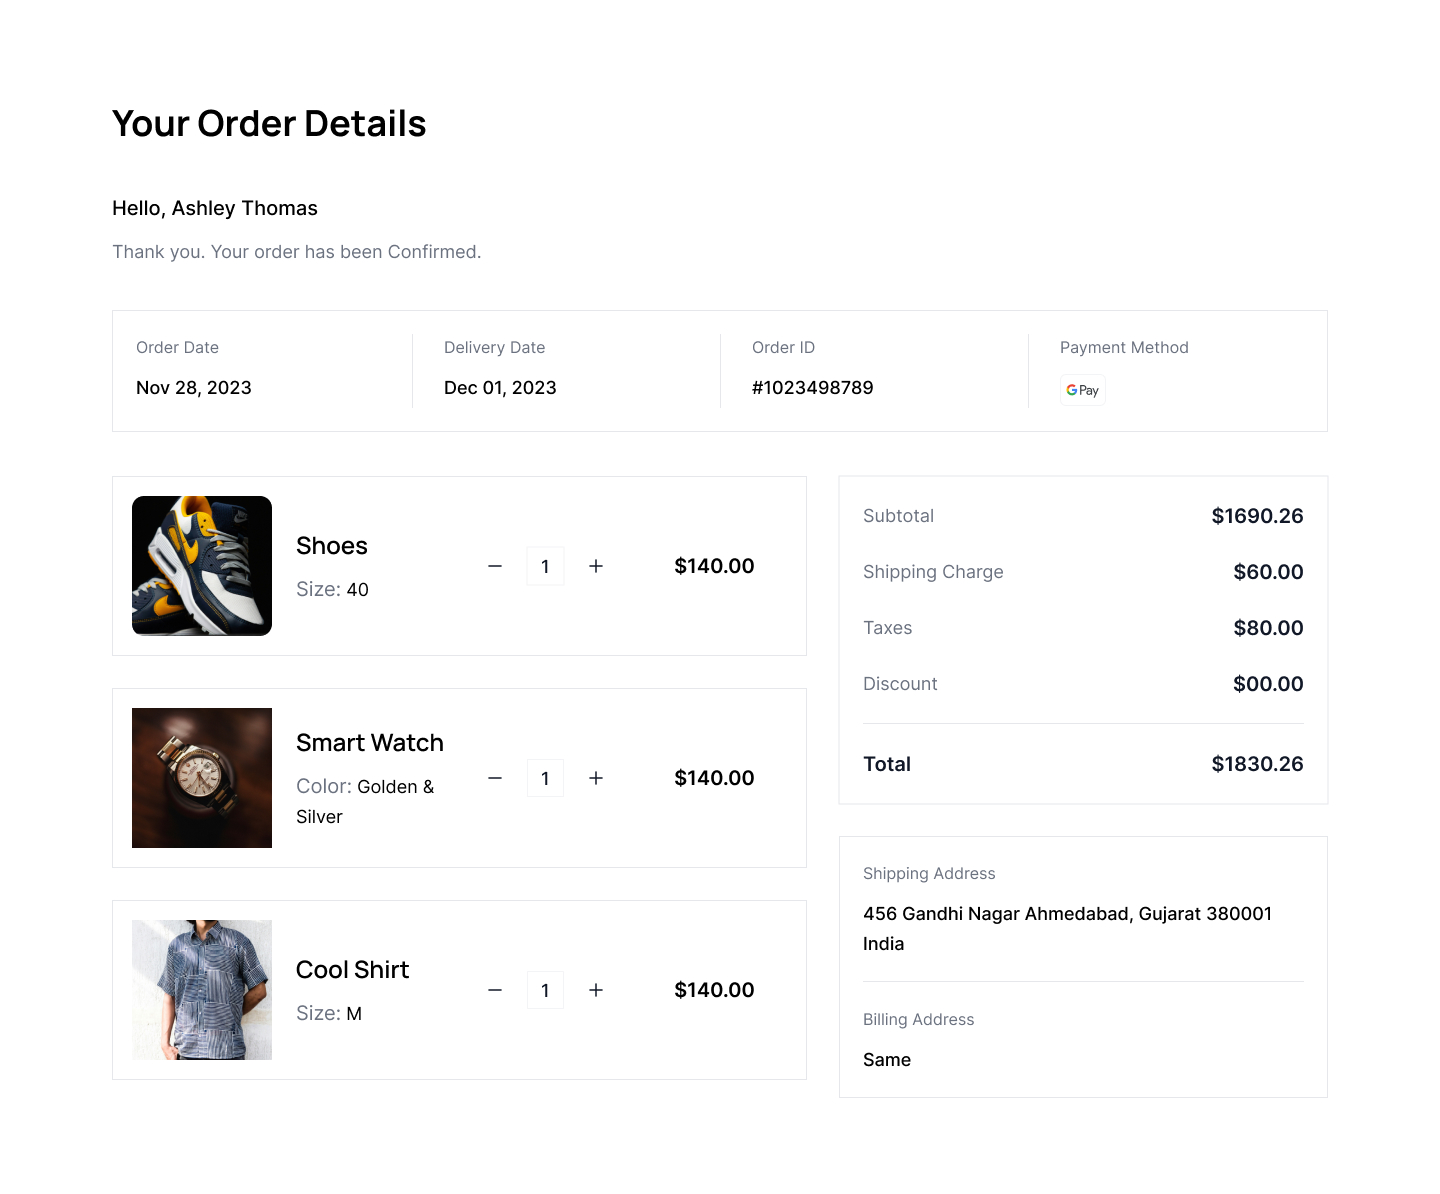 Your Order Details
Hello, Ashley Thomas
Thank you. Your order has been Confirmed.
Order Date
Nov 28, 2023
Delivery Date
Dec 01, 2023
Order ID
#1023498789
Payment Method
G Pay
Shoes
Size: 40
1
$140.00
Smart Watch
Color: Golden &
Silver
1
$140.00
Cool Shirt
Size: M
1
$140.00
Subtotal
$1690.26
Shipping Charge
$60.00
Taxes
$80.00
Discount
$00.00
Total
$1830.26
Shipping Address
456 Gandhi Nagar Ahmedabad, Gujarat 380001
India
Billing Address
Same